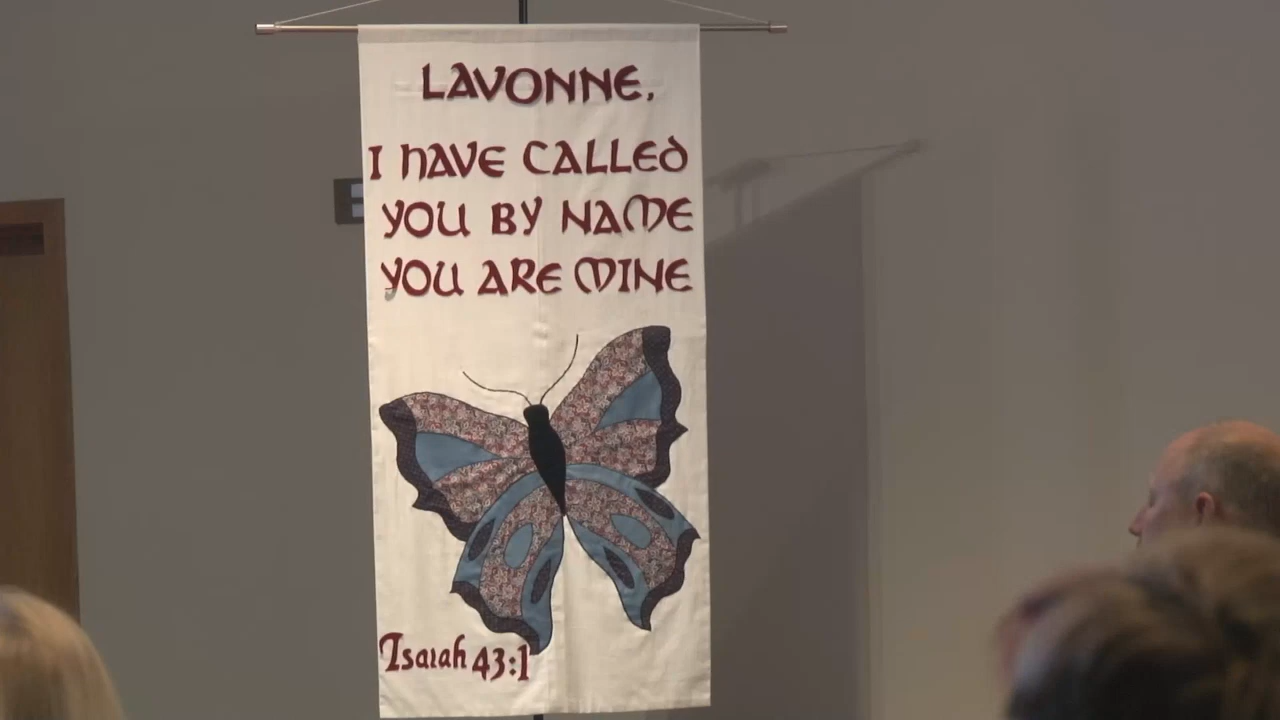 LAVONNE,
I HAVE CALLED
YOU BY NAME
YOU ARE MINE
Isaiah 43:1